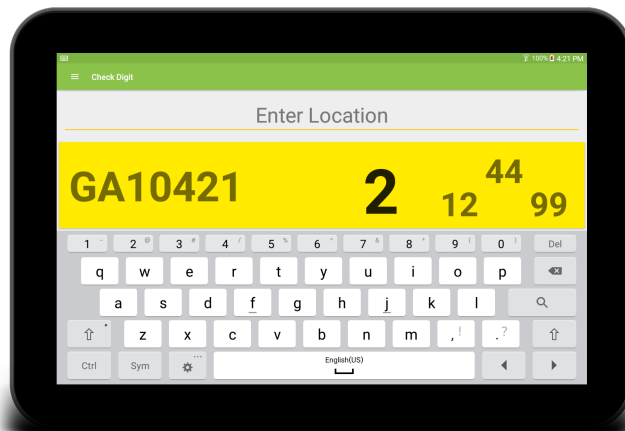 100% 4:21 PM
Check Digit
Enter Location
GA10421 2 12 44 99
1 - 2 @ 3 # 4 / 5 % 6 ^ 7 & 8 * 9 ( 0 ) Del
q w e r t y u i o p
a s d f g h j k l
z x c v b n m , ! . ?
Ctrl Sym ... English(US)